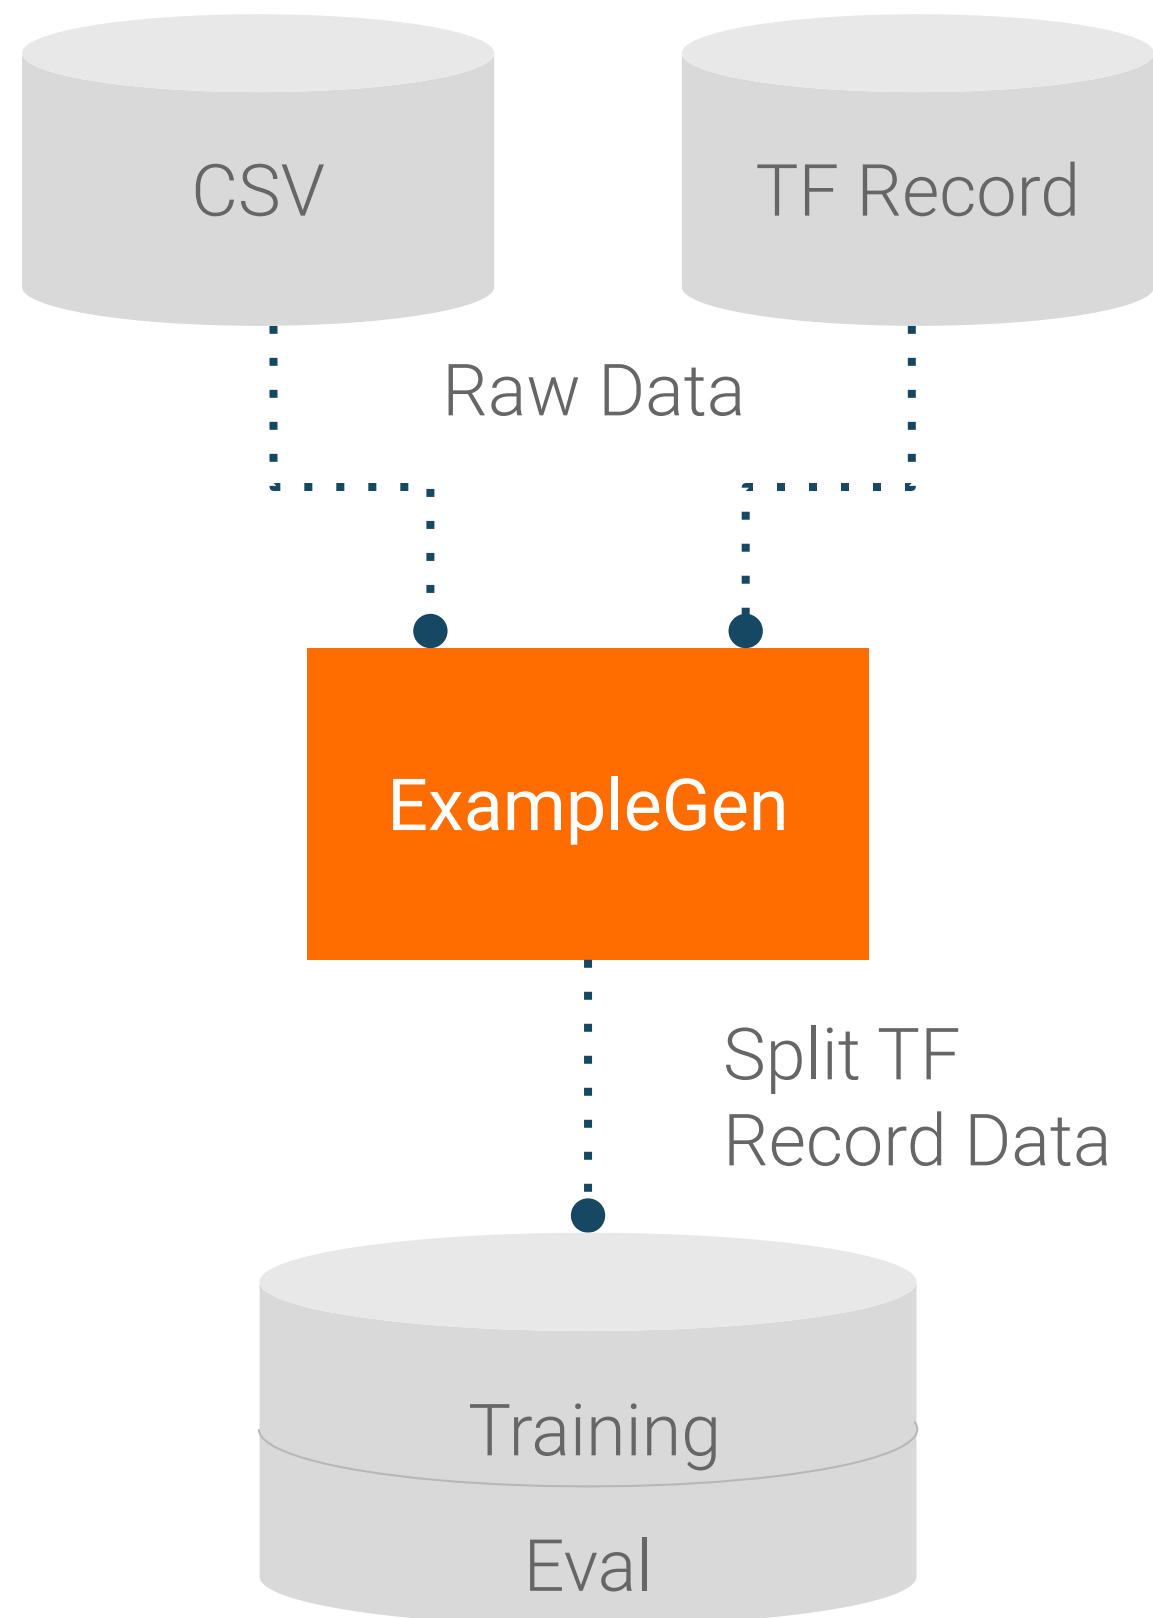 CSV
TF Record
Raw Data
ExampleGen
Split TF
Record Data
Training
Eval